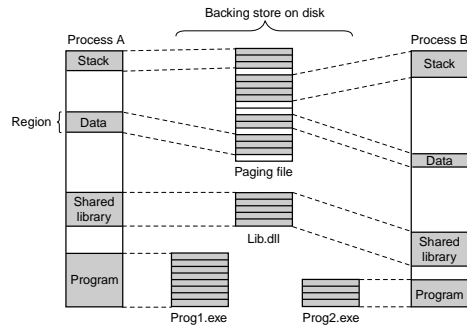 Backing store on disk
Process A
Process B
Stack
Stack
Region
Data
Data
Paging file
Shared
library
Lib.dll
Shared
library
Program
Program
Prog1.exe
Prog2.exe